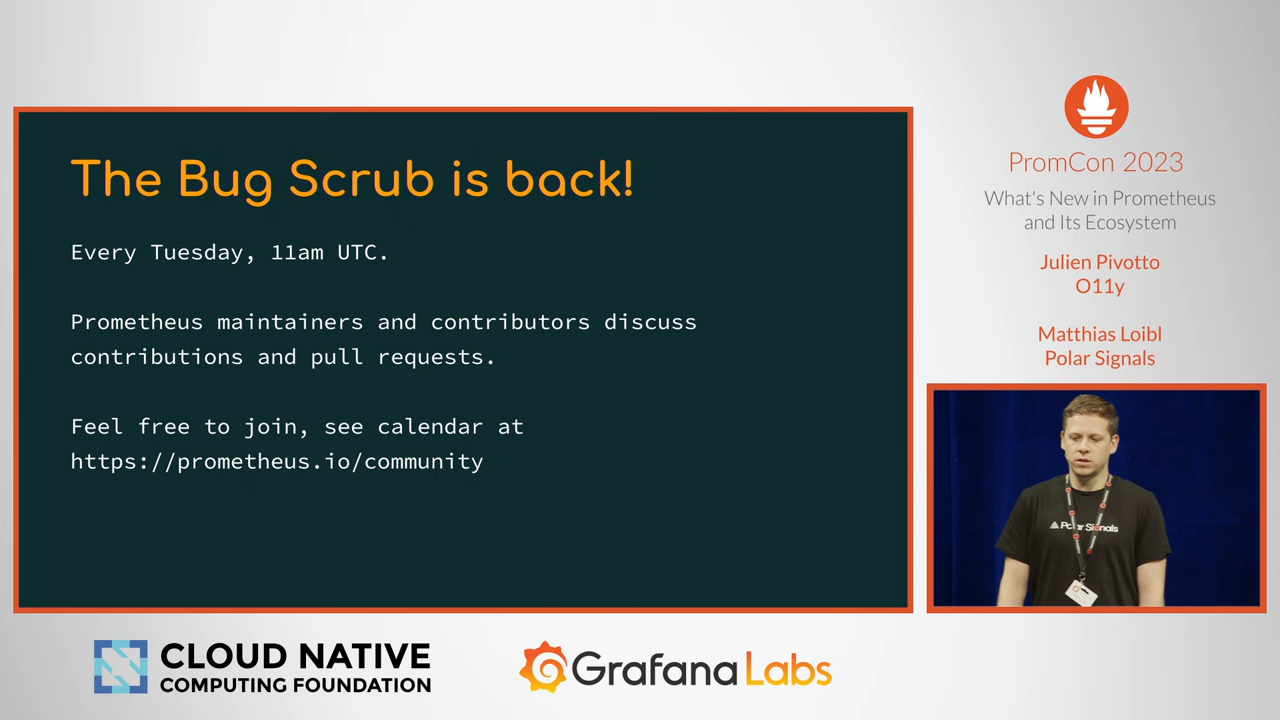 The Bug Scrub is back!
Every Tuesday, 11am UTC.
Prometheus maintainers and contributors discuss
contributions and pull requests.
Feel free to join, see calendar at
https://prometheus.io/community
PromCon 2023
What's New in Prometheus
and Its Ecosystem
Julien Pivotto
O11y
Matthias Loibl
Polar Signals
Polar Signals
CLOUD NATIVE
COMPUTING FOUNDATION
Grafana Labs